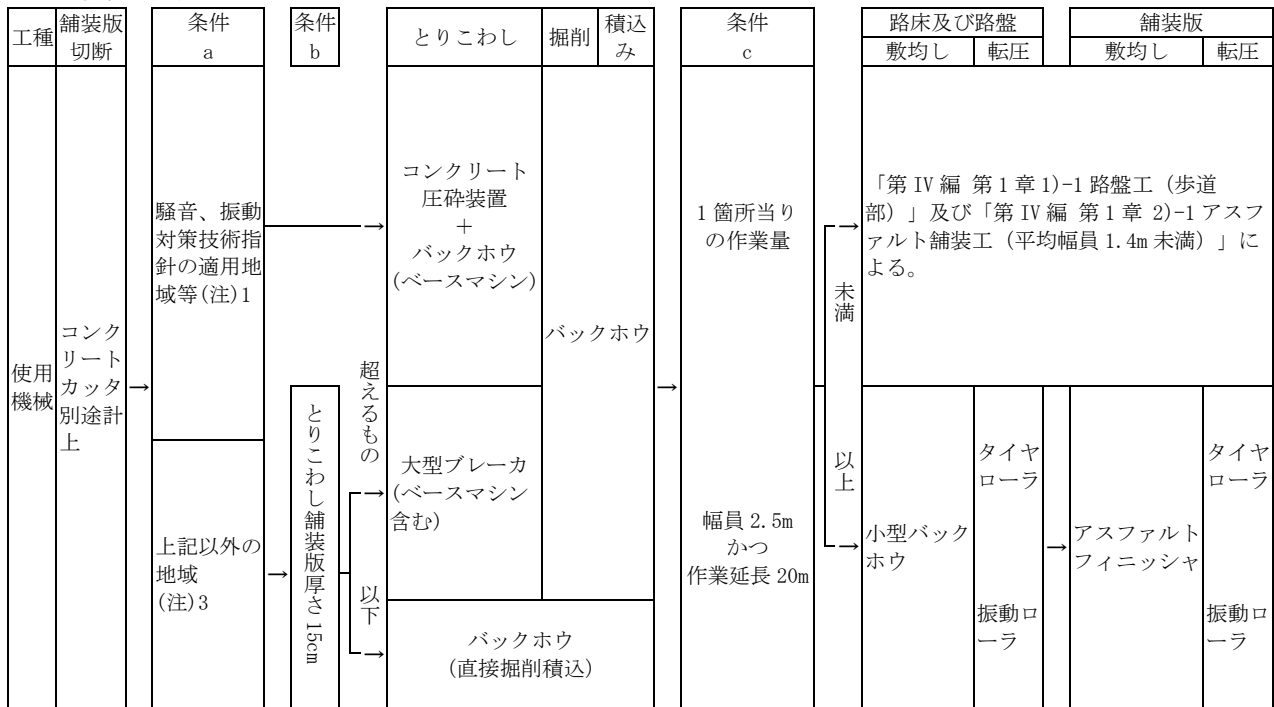 工種
舗装版
切断
条件
a
条件
b
とりこわし
掘削
積込
み
条件
c
路床及び路盤
敷均し
転圧
舗装版
敷均し
転圧
使用
機械
コンク
リート
カッタ
別途計
上
→
騒音、振動
対策技術指
針の適用地
域等(注)1
上記以外の
地域
(注)3
→
とりこわし舗装版厚さ15cm
超えるもの
以下
→
→
→
コンクリート
圧砕装置
＋
バックホウ
(ベースマシン)
大型ブレーカ
(ベースマシン
含む)
バックホウ
バックホウ
(直接掘削積込)
→
1箇所当り
の作業量
幅員2.5m
かつ
作業延長20m
未満
以上
→
→
「第IV編 第1章1)-1路盤工（歩道
部）」及び「第IV編 第1章 2)-1アスフ
ァルト舗装工（平均幅員1.4m未満）」に
よる。
小型バック
ホウ
タイヤ
ローラ
振動ロ
ーラ
→
アスファルト
フィニッシャ
タイヤ
ローラ
振動ロ
ーラ